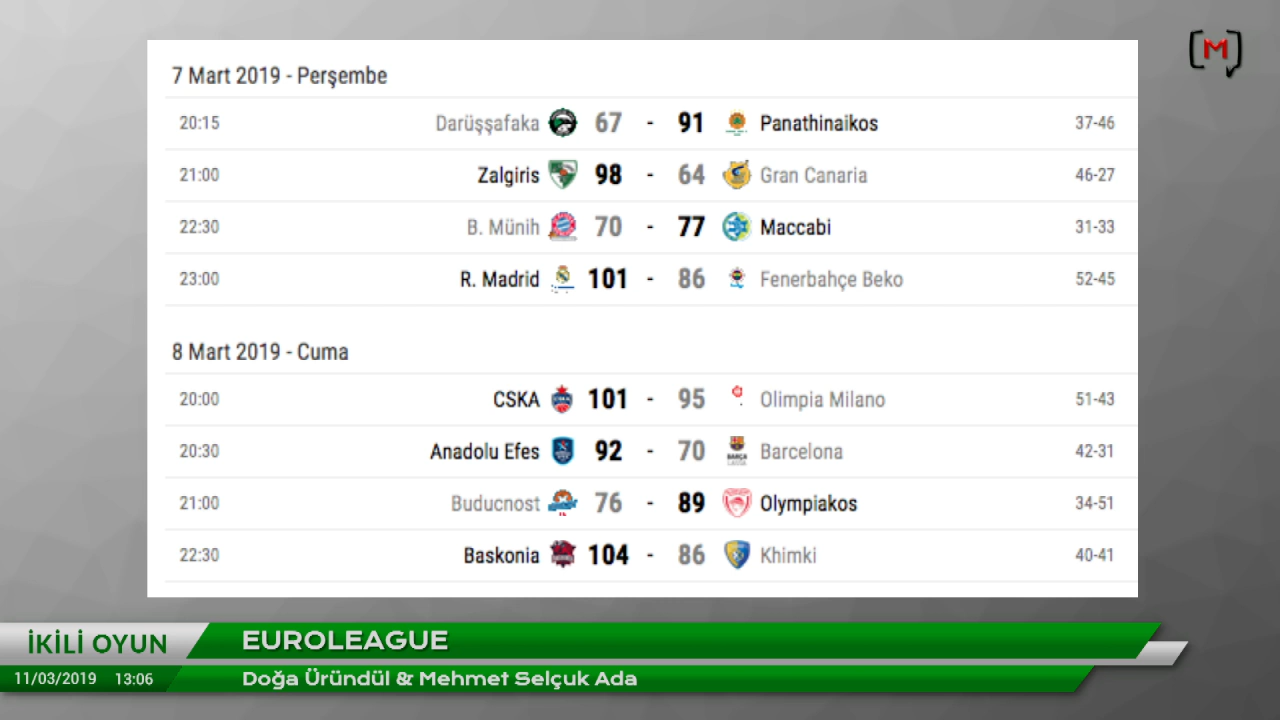 [M]
7 Mart 2019 - Perşembe
20:15 Darüşşafaka 67 - 91 Panathinaikos 37-46
21:00 Zalgiris 98 - 64 Gran Canaria 46-27
22:30 B. Münih 70 - 77 Maccabi 31-33
23:00 R. Madrid 101 - 86 Fenerbahçe Beko 52-45
8 Mart 2019 - Cuma
20:00 CSKA 101 - 95 Olimpia Milano 51-43
20:30 Anadolu Efes 92 - 70 Barcelona 42-31
21:00 Buducnost 76 - 89 Olympiakos 34-51
22:30 Baskonia 104 - 86 Khimki 40-41
İKİLİ OYUN EUROLEAGUE
11/03/2019 13:06 Doğa Üründül & Mehmet Selçuk Ada